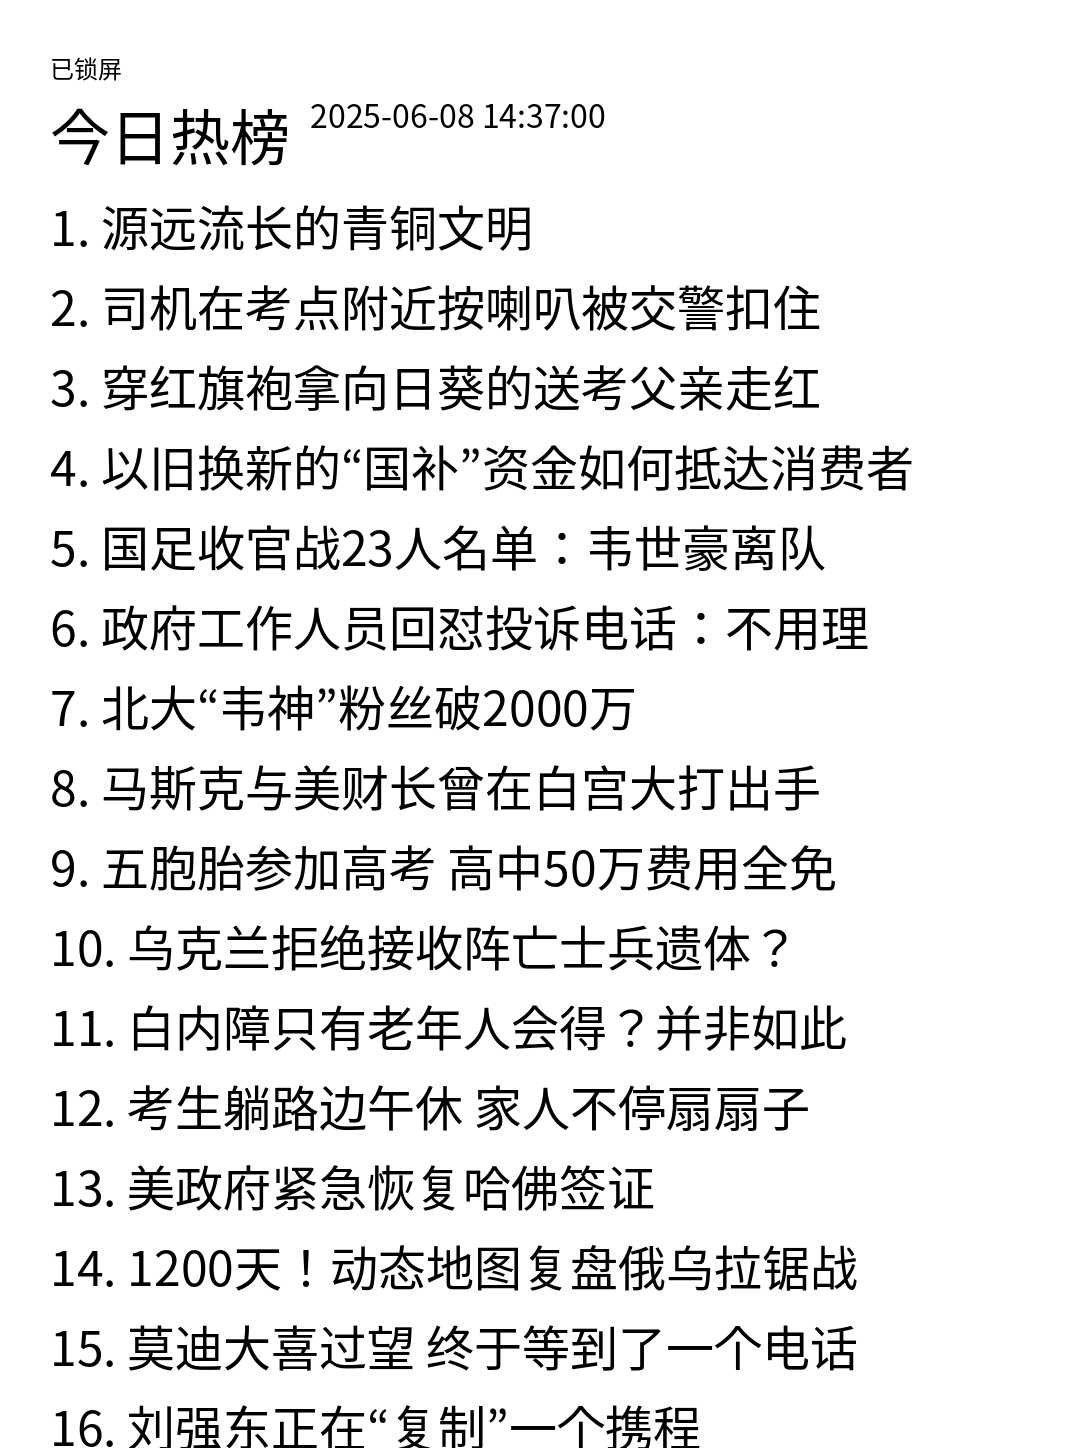 已锁屏
今日热榜 2025-06-08 14:37:00
1. 源远流长的青铜文明
2. 司机在考点附近按喇叭被交警扣住
3. 穿红旗袍拿向日葵的送考父亲走红
4. 以旧换新的“国补”资金如何抵达消费者
5. 国足收官战23人名单：韦世豪离队
6. 政府工作人员回怼投诉电话：不用理
7. 北大“韦神”粉丝破2000万
8. 马斯克与美财长曾在白宫大打出手
9. 五胞胎参加高考 高中50万费用全免
10. 乌克兰拒绝接收阵亡士兵遗体？
11. 白内障只有老年人会得？并非如此
12. 考生躺路边午休 家人不停扇扇子
13. 美政府紧急恢复哈佛签证
14. 1200天！动态地图复盘俄乌拉锯战
15. 莫迪大喜过望 终于等到了一个电话
16. 刘强东正在“复制”一个携程